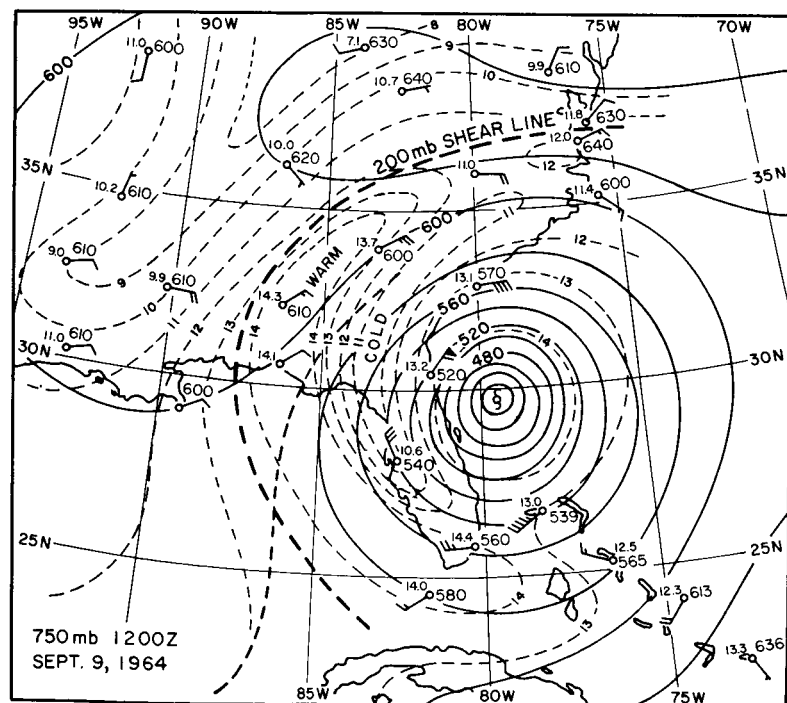 95W 90W 85W 8 80W 75W 70W
11.0 600 7.1 630 9 9.9 610
600 10.7 640 10
11.8 630
200 mb SHEAR LINE 12.0 640
10.0 620 12
35N 10.2 610 11.0 11.4 600 35N
11 600 12
13.7 600
9.0 610 9 WARM 13.1 570 13
9.9 610 10 14.3 610 560
11 12 13 14 14 13 12 11 COLD 520 14
11.0 610 480
30N 14.1 13.2 520 30N
600
10.6 540
13.0 539
14.4 560 12.5 565
25N 14.0 580 14 12.3 613 25N
13
750 mb 1200Z
SEPT. 9, 1964
13.3 636
85W 80W 75W